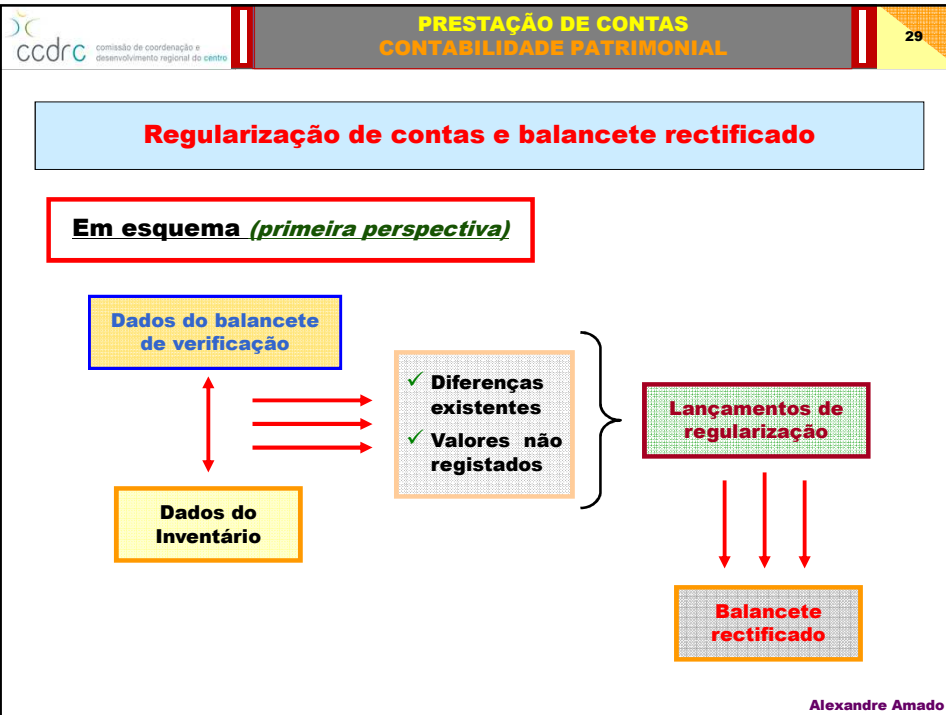 ccdrc
comissão de coordenação e
desenvolvimento regional do centro
PRESTAÇÃO DE CONTAS
CONTABILIDADE PATRIMONIAL
29
Regularização de contas e balancete rectificado
Em esquema (primeira perspectiva)
Dados do balancete
de verificação
Dados do
Inventário
✓ Diferenças
existentes
✓ Valores não
registados
Lançamentos de
regularização
Balancete
rectificado
Alexandre Amado